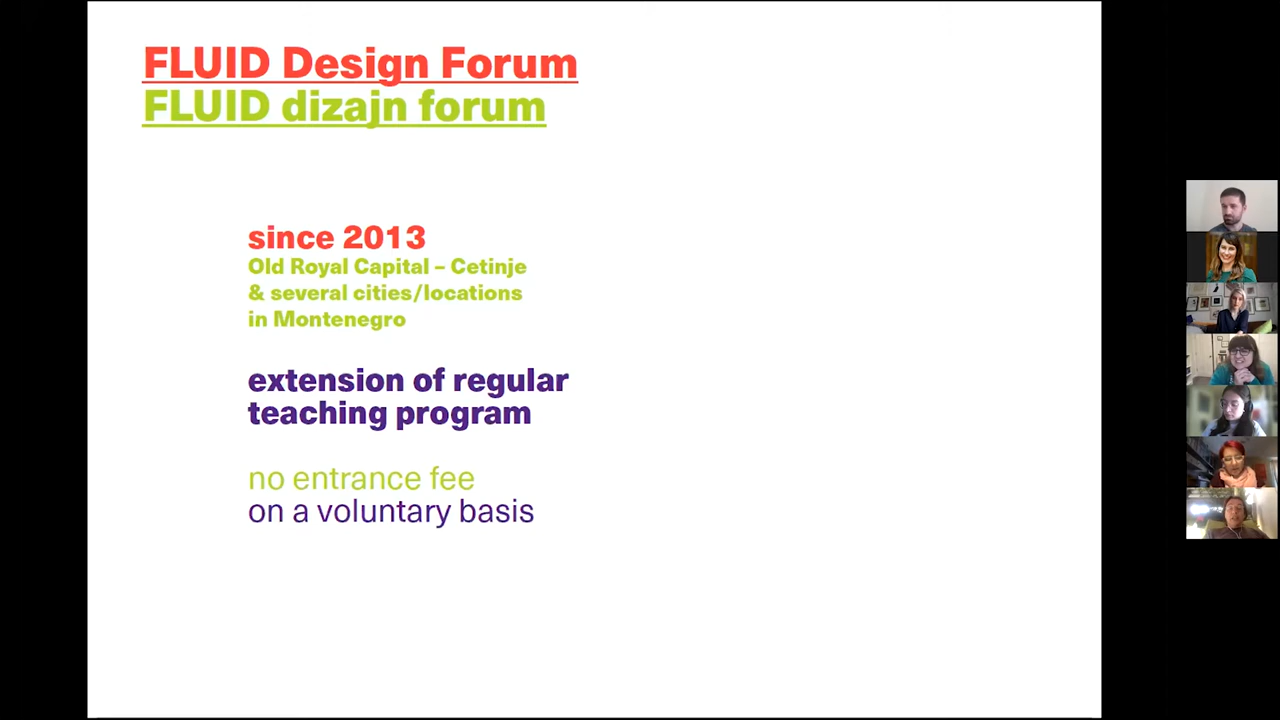 FLUID Design Forum
FLUID dizajn forum
since 2013
Old Royal Capital – Cetinje
& several cities/locations
in Montenegro
extension of regular
teaching program
no entrance fee
on a voluntary basis